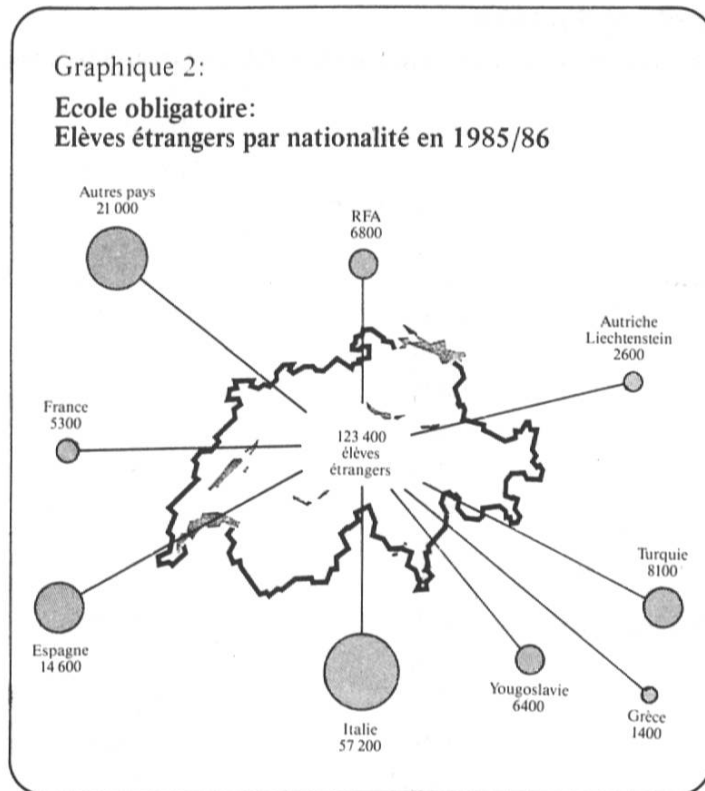 Graphique 2:
Ecole obligatoire:
Elèves étrangers par nationalité en 1985/86
Autres pays
21 000
RFA
6800
Autriche
Liechtenstein
2600
France
5300
123 400
élèves
étrangers
Turquie
8100
Espagne
14 600
Yougoslavie
6400
Grèce
1400
Italie
57 200